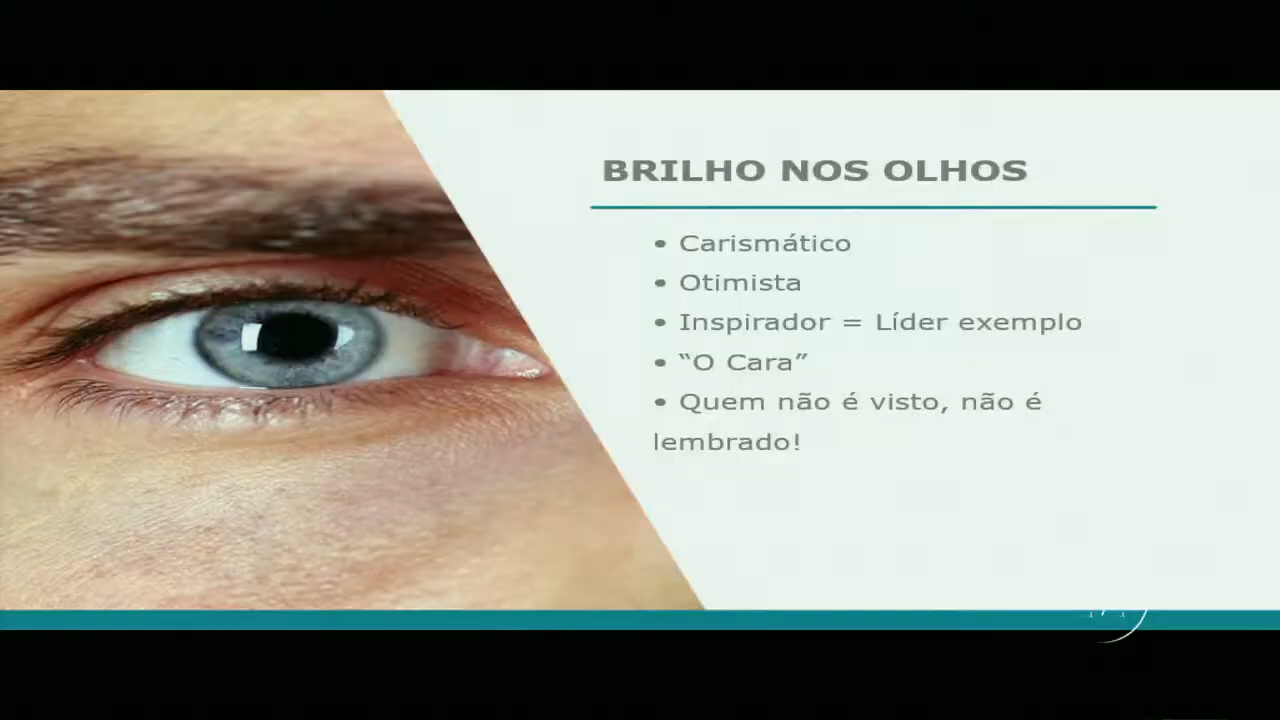 BRILHO NOS OLHOS
• Carismático
• Otimista
• Inspirador = Líder exemplo
• “O Cara”
• Quem não é visto, não é
lembrado!